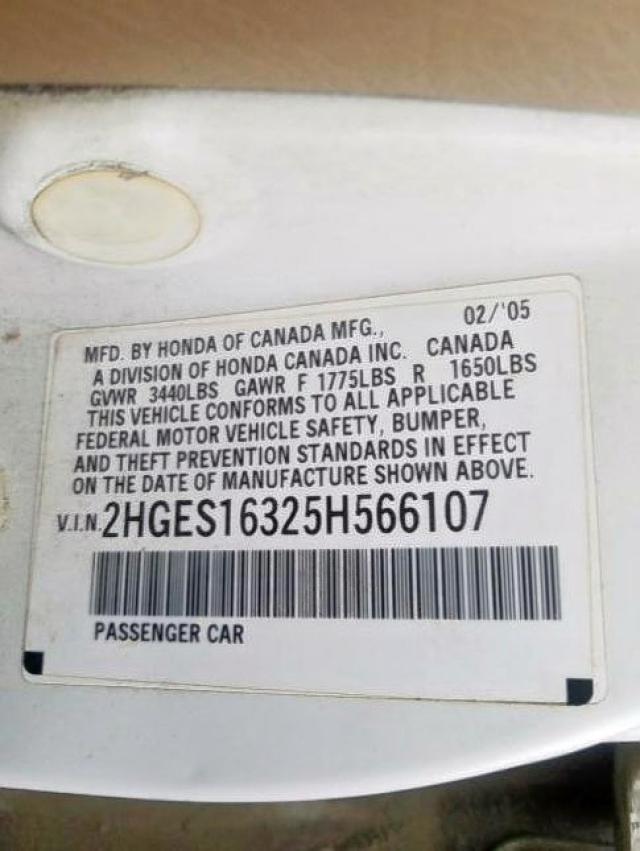 02/'05
MFD. BY HONDA OF CANADA MFG.,
A DIVISION OF HONDA CANADA INC. CANADA
GVWR 3440LBS GAWR F 1775LBS R 1650LBS
THIS VEHICLE CONFORMS TO ALL APPLICABLE
FEDERAL MOTOR VEHICLE SAFETY, BUMPER,
AND THEFT PREVENTION STANDARDS IN EFFECT
ON THE DATE OF MANUFACTURE SHOWN ABOVE.
V.I.N. 2HGES16325H566107
PASSENGER CAR